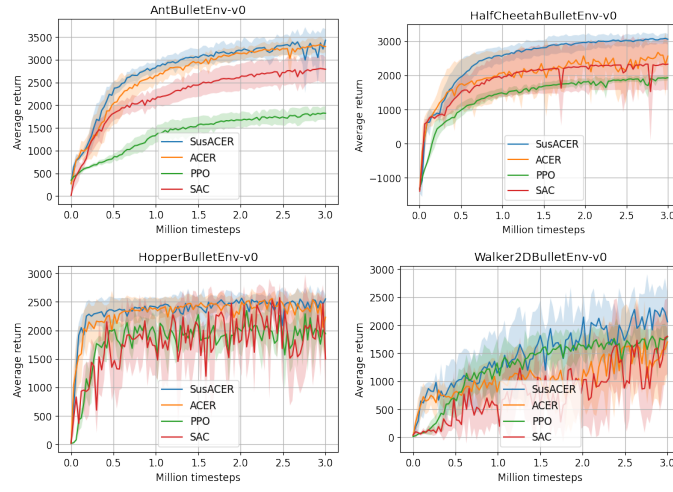 AntBulletEnv-v0
Average return
3500
3000
2500
2000
1500
1000
500
0
0.0 0.5 1.0 1.5 2.0 2.5 3.0
Million timesteps
SusACER
ACER
PPO
SAC
HalfCheetahBulletEnv-v0
Average return
3000
2000
1000
0
−1000
0.0 0.5 1.0 1.5 2.0 2.5 3.0
Million timesteps
SusACER
ACER
PPO
SAC
HopperBulletEnv-v0
Average return
3000
2500
2000
1500
1000
500
0
0.0 0.5 1.0 1.5 2.0 2.5 3.0
Million timesteps
SusACER
ACER
PPO
SAC
Walker2DBulletEnv-v0
Average return
3000
2500
2000
1500
1000
500
0
0.0 0.5 1.0 1.5 2.0 2.5 3.0
Million timesteps
SusACER
ACER
PPO
SAC